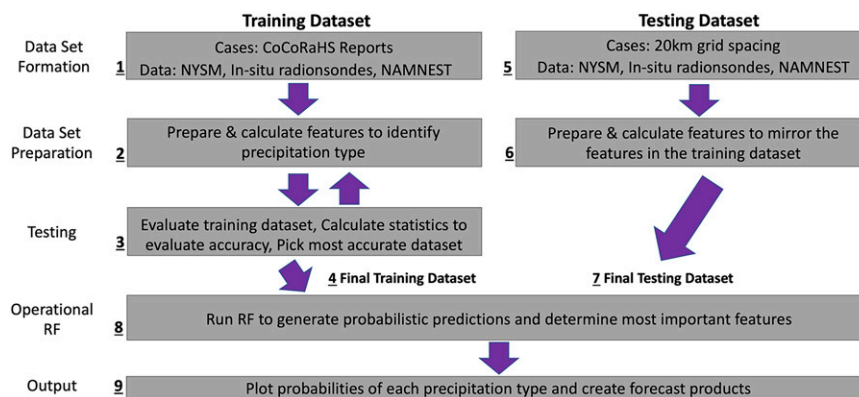 Training Dataset
Testing Dataset
Data Set
Formation
1
Cases: CoCoRaHS Reports
Data: NYSM, In-situ radionsondes, NAMNEST
5
Cases: 20km grid spacing
Data: NYSM, In-situ radionsondes, NAMNEST
Data Set
Preparation
2
Prepare & calculate features to identify
precipitation type
6
Prepare & calculate features to mirror the
features in the training dataset
Testing
3
Evaluate training dataset, Calculate statistics to
evaluate accuracy, Pick most accurate dataset
4 Final Training Dataset
7 Final Testing Dataset
Operational
RF
8
Run RF to generate probabilistic predictions and determine most important features
Output
9
Plot probabilities of each precipitation type and create forecast products